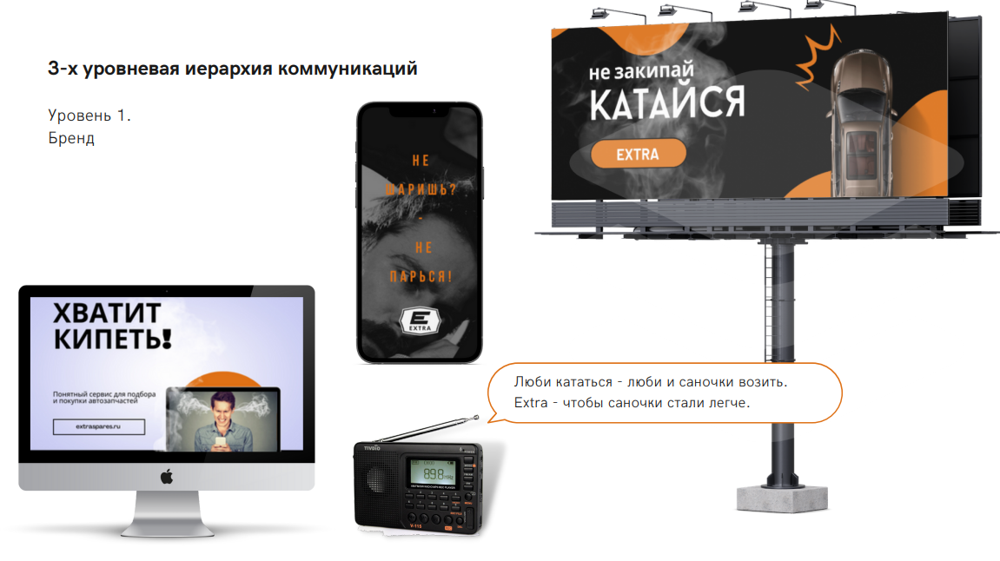 3-х уровневая иерархия коммуникаций
Уровень 1.
Бренд
не закипай
КАТАЙСЯ
EXTRA
НЕ
ШАРИШЬ?
-
НЕ
ПАРЬСЯ!
E
EXTRA
ХВАТИТ
КИПЕТЬ!
Понятный сервис для подбора
и покупки автозапчастей
extraspares.ru
Люби кататься - люби и саночки возить.
Extra - чтобы саночки стали легче.
TIVDIO
89.8 MHz
V-115